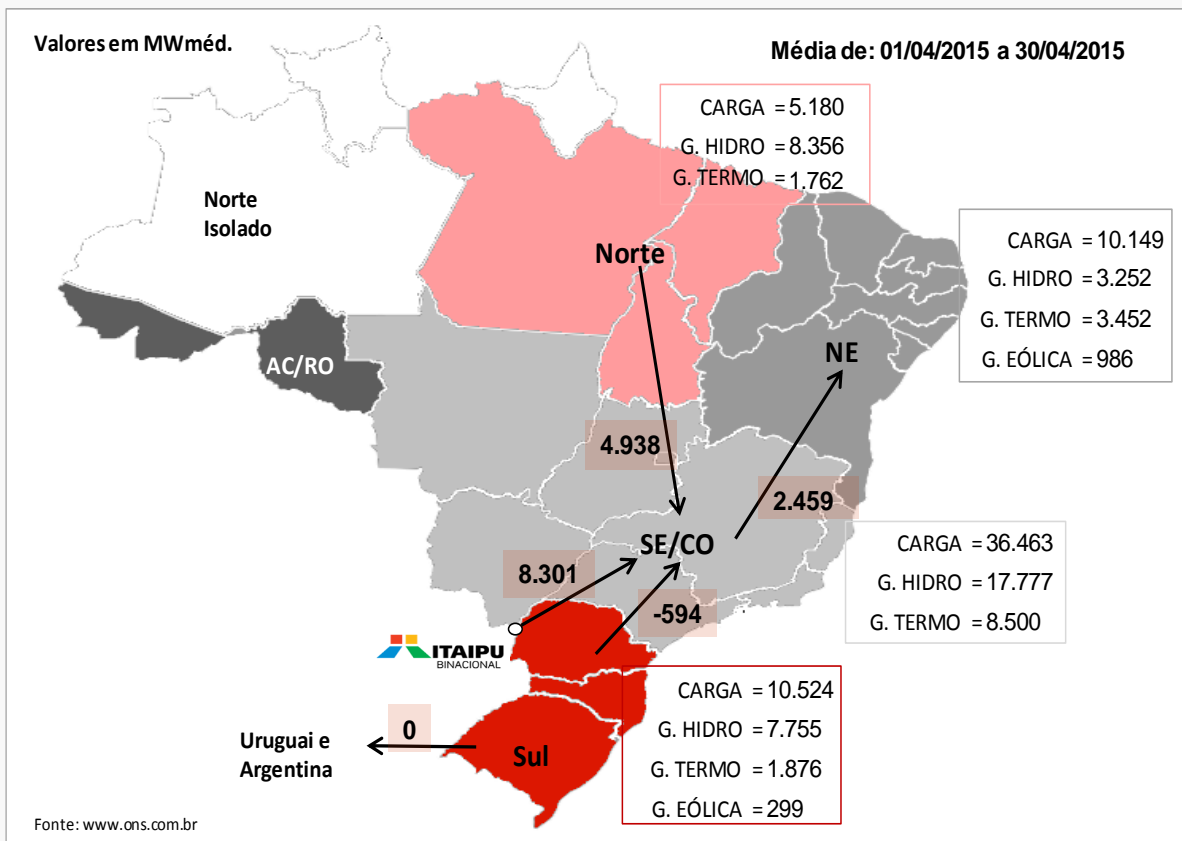 Valores em MWméd.
Média de: 01/04/2015 a 30/04/2015
CARGA = 5.180
G. HIDRO = 8.356
G. TERMO = 1.762
Norte
Isolado
Norte
CARGA = 10.149
G. HIDRO = 3.252
G. TERMO = 3.452
G. EÓLICA = 986
AC/RO
NE
4.938
2.459
SE/CO
CARGA = 36.463
G. HIDRO = 17.777
G. TERMO = 8.500
8.301
-594
ITAIPU
BINACIONAL
CARGA = 10.524
G. HIDRO = 7.755
G. TERMO = 1.876
G. EÓLICA = 299
0
Uruguai e
Argentina
Sul
Fonte: www.ons.com.br